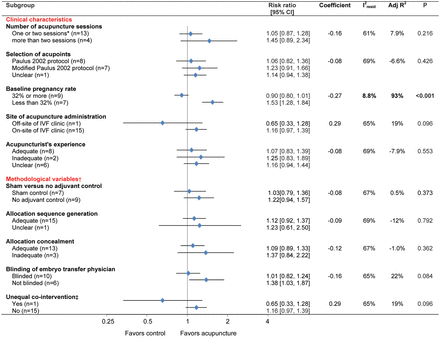 Risk ratio [95% CI] Coefficient I²resid Adj R² P
Clinical characteristics
Number of acupuncture sessions
One or two sessions* (n=13) 1.05 [0.87, 1.28] -0.16 61% 7.9% 0.216
more than two sessions (n=4) 1.45 [0.89, 2.34]
Selection of acupoints
Paulus 2002 protocol (n=8) 1.06 [0.82, 1.36] -0.08 69% -6.6% 0.426
Modified Paulus 2002 protocol (n=7) 1.23 [0.91, 1.66]
Unclear (n=1) 1.14 [0.94, 1.38]
Baseline pregnancy rate
32% or more (n=9) 0.90 [0.80, 1.01] -0.27 8.8% 93% <0.001
Less than 32% (n=7) 1.53 [1.28, 1.84]
Site of acupuncture administration
Off-site of IVF clinic (n=1) 0.65 [0.33, 1.28] 0.29 65% 19% 0.096
On-site of IVF clinic (n=15) 1.16 [0.97, 1.39]
Acupuncturist's experience
Adequate (n=8) 1.07 [0.83, 1.39] -0.08 69% -7.9% 0.553
Inadequate (n=2) 1.25 [0.83, 1.89]
Unclear (n=6) 1.16 [0.94, 1.44]
Methodological variables†
Sham versus no adjuvant control
Sham control (n=7) 1.03[0.79, 1.36] -0.08 67% 0.5% 0.373
No adjuvant control (n=9) 1.22[0.94, 1.57]
Allocation sequence generation
Adequate (n=15) 1.12 [0.92, 1.37] -0.09 69% -12% 0.792
Unclear (n=1) 1.23 [0.61, 2.50]
Allocation concealment
Adequate (n=13) 1.09 [0.89, 1.33] -0.12 67% -1.0% 0.362
Inadequate (n=3) 1.37 [0.84, 2.22]
Blinding of embryo transfer physician
Blinded (n=10) 1.01 [0.82, 1.24] -0.16 65% 22% 0.084
Not blinded (n=6) 1.38 [1.03, 1.87]
Unequal co-intervention‡
Yes (n=1) 0.65 [0.33, 1.28] 0.29 65% 19% 0.096
No (n=15) 1.16 [0.97, 1.39]
0.25 0.5 1 2 4
Favors control Favors acupuncture